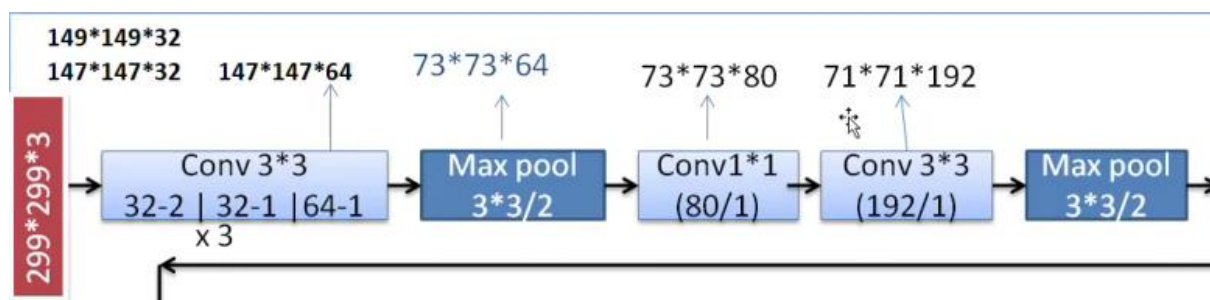 149*149*32
147*147*32
147*147*64
73*73*64
73*73*80
71*71*192
299*299*3
Conv 3*3
32-2 | 32-1 |64-1
x 3
Max pool
3*3/2
Conv1*1
(80/1)
Conv 3*3
(192/1)
Max pool
3*3/2